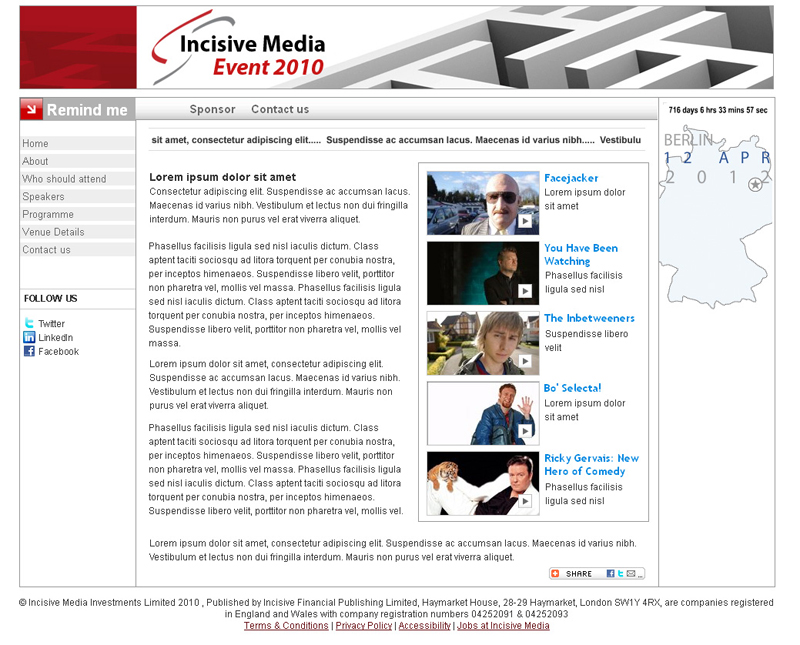 Incisive Media
Event 2010
Remind me
Sponsor Contact us
716 days 6 hrs 33 mins 57 sec
sit amet, consectetur adipiscing elit..... Suspendisse ac accumsan lacus. Maecenas id varius nibh..... Vestibulu
Home
About
Who should attend
Speakers
Programme
Venue Details
Contact us
FOLLOW US
Twitter
LinkedIn
Facebook
Lorem ipsum dolor sit amet
Consectetur adipiscing elit. Suspendisse ac accumsan lacus.
Maecenas id varius nibh. Vestibulum et lectus non dui fringilla
interdum. Mauris non purus vel erat viverra aliquet.
Phasellus facilisis ligula sed nisl iaculis dictum. Class
aptent taciti sociosqu ad litora torquent per conubia nostra,
per inceptos himenaeos. Suspendisse libero velit, porttitor
non pharetra vel, mollis vel massa. Phasellus facilisis ligula
sed nisl iaculis dictum. Class aptent taciti sociosqu ad litora
torquent per conubia nostra, per inceptos himenaeos.
Suspendisse libero velit, porttitor non pharetra vel, mollis vel
massa.
Lorem ipsum dolor sit amet, consectetur adipiscing elit.
Suspendisse ac accumsan lacus. Maecenas id varius nibh.
Vestibulum et lectus non dui fringilla interdum. Mauris non
purus vel erat viverra aliquet.
Phasellus facilisis ligula sed nisl iaculis dictum. Class
aptent taciti sociosqu ad litora torquent per conubia nostra,
per inceptos himenaeos. Suspendisse libero velit, porttitor
non pharetra vel, mollis vel massa. Phasellus facilisis ligula
sed nisl iaculis dictum. Class aptent taciti sociosqu ad litora
torquent per conubia nostra, per inceptos himenaeos.
Suspendisse libero velit, porttitor non pharetra vel, mollis vel.
Facejacker
Lorem ipsum dolor
sit amet
You Have Been
Watching
Phasellus facilisis
ligula sed nisl
The Inbetweeners
Suspendisse libero
velit
Bo' Selecta!
Lorem ipsum dolor
sit amet
Ricky Gervais: New
Hero of Comedy
Phasellus facilisis
ligula sed nisl
BERLIN
12 APR
2012
Lorem ipsum dolor sit amet, consectetur adipiscing elit. Suspendisse ac accumsan lacus. Maecenas id varius nibh.
Vestibulum et lectus non dui fringilla interdum. Mauris non purus vel erat viverra aliquet.
SHARE
© Incisive Media Investments Limited 2010 , Published by Incisive Financial Publishing Limited, Haymarket House, 28-29 Haymarket, London SW1Y 4RX, are companies registered
in England and Wales with company registration numbers 04252091 & 04252093
Terms & Conditions | Privacy Policy | Accessibility | Jobs at Incisive Media